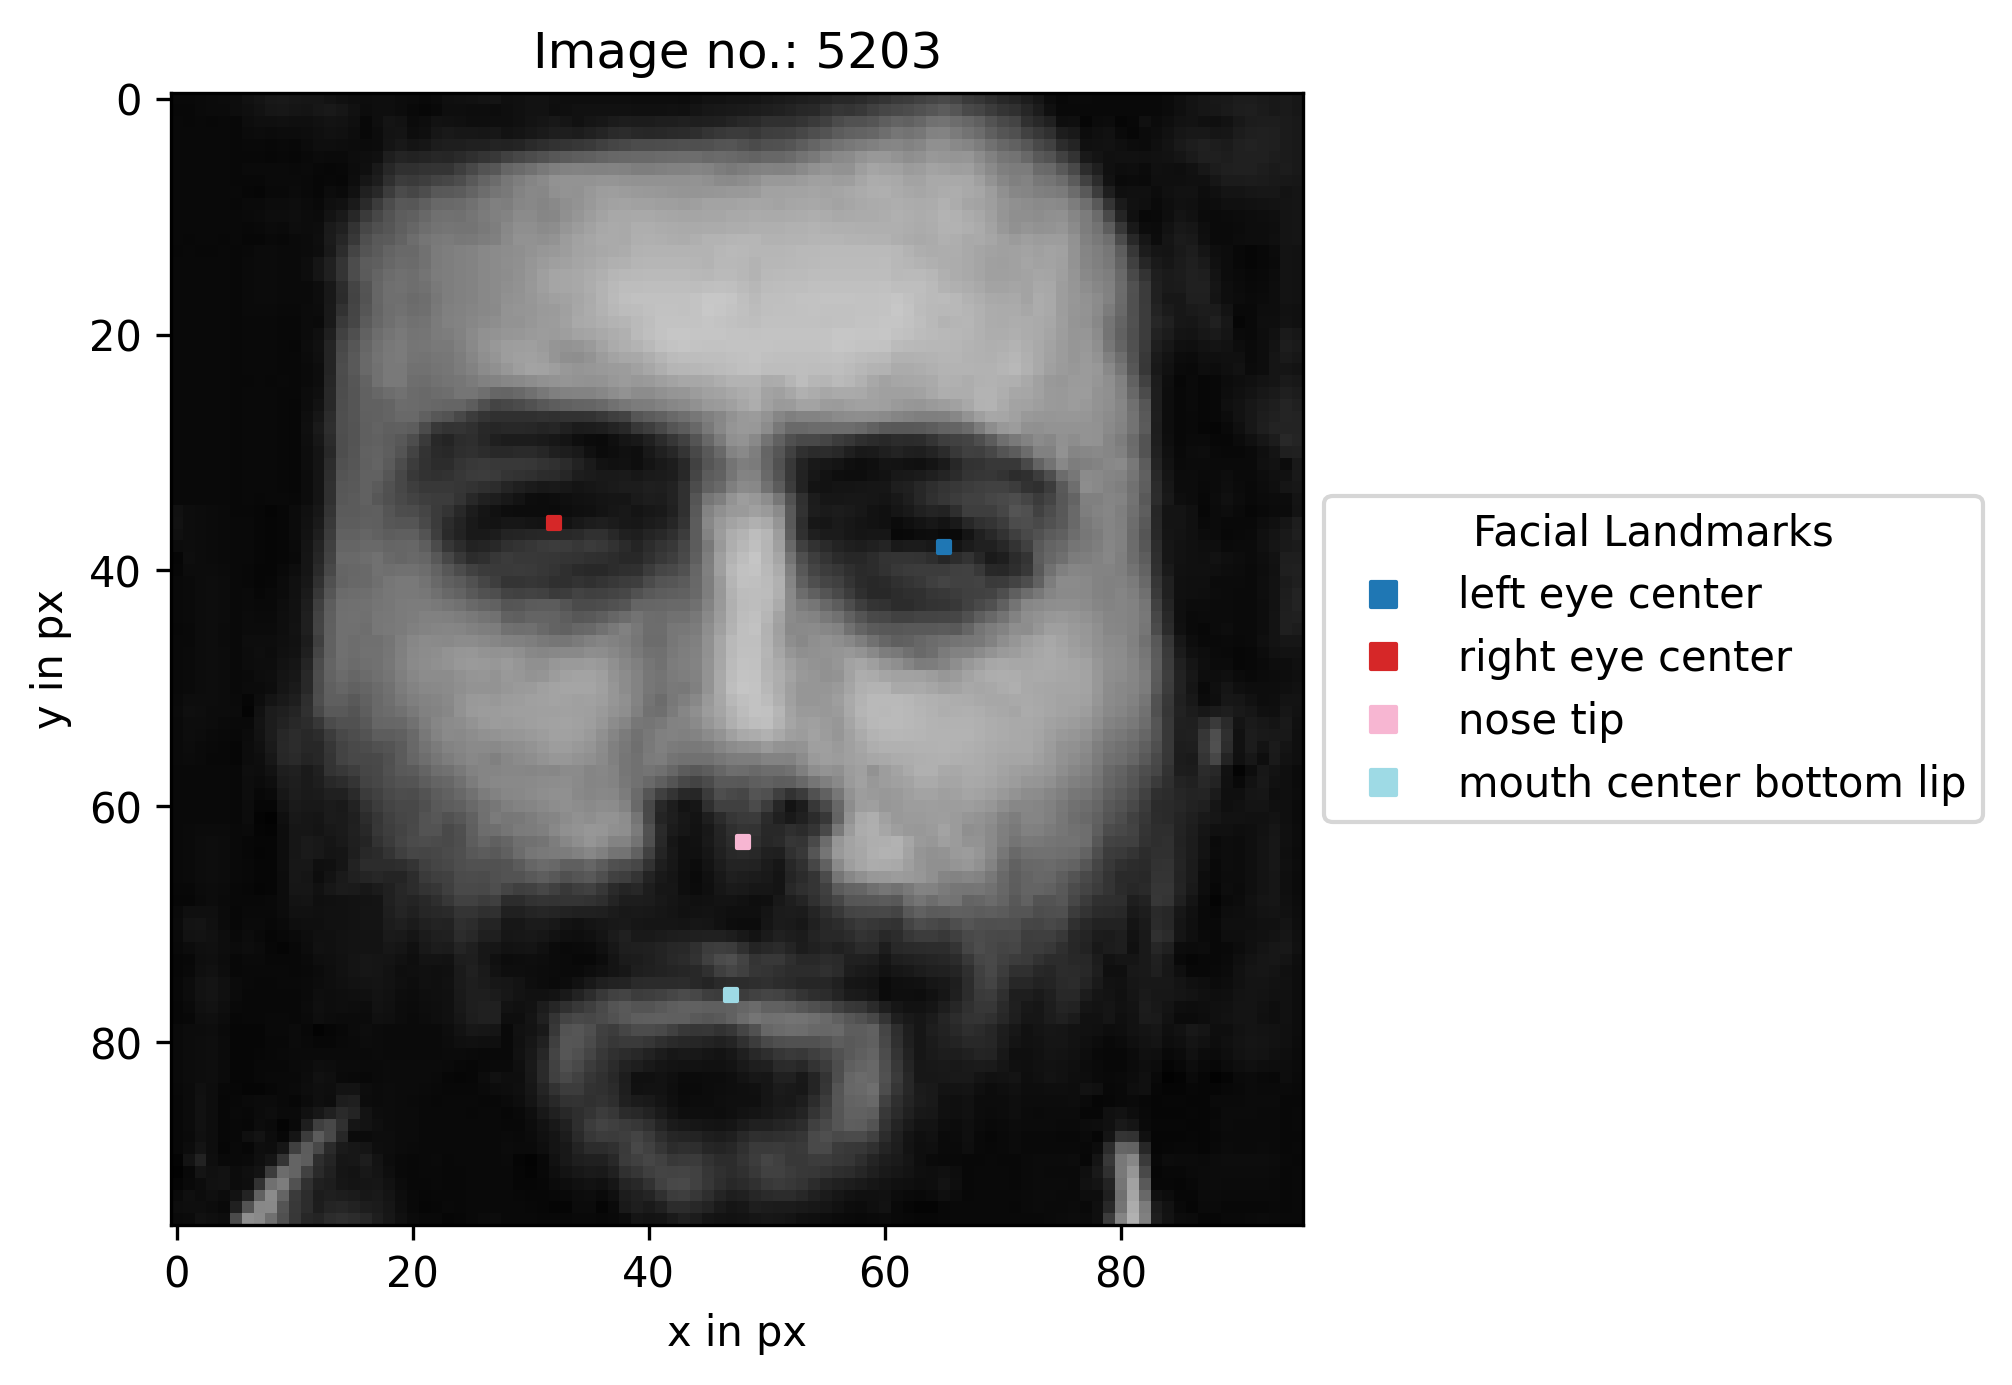 Image no.: 5203
0
20
40
60
80
y in px
0 20 40 60 80
x in px
Facial Landmarks
left eye center
right eye center
nose tip
mouth center bottom lip